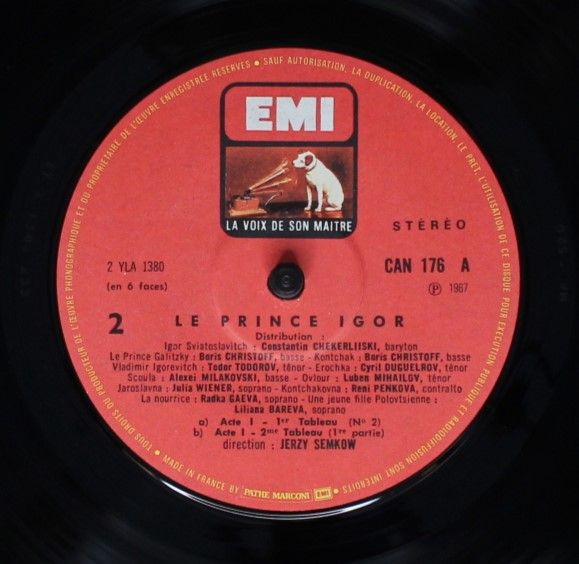 SAUF AUTORISATION, LA DUPLICATION, LA LOCATION, LE PRET, L'UTILISATION DE CE DISQUE POUR EXECUTION PUBLIQUE ET RADIODIFFUSION SONT INTERDITS
EMI
LA VOIX DE SON MAITRE
STÉRÉO
2 YLA 1380
(en 6 faces)
CAN 176 A
Ⓟ 1967
2 LE PRINCE IGOR
Distribution :
Igor Sviatoslavitch : Constantin CHEKERLIISKI, baryton
Le Prince Galitzky : Boris CHRISTOFF, basse - Kontchak : Boris CHRISTOFF, basse
Vladimir Igorevitch : Todor TODOROV, ténor - Erochka : Cyril DUGUELROV, ténor
Scoula : Alexei MILAKOVSKI, basse - Ovlour : Luben MIHAILOV, ténor
Jaroslavna : Julia WIENER, soprano - Kontchakovna : Reni PENKOVA, contralto
La nourrice : Radka GAEVA, soprano - Une jeune fille Polovtsienne :
Liliana BAREVA, soprano
a) Acte I - 1er Tableau (No 2)
b) Acte I - 2me Tableau (1re partie)
direction : JERZY SEMKOW
MADE IN FRANCE BY PATHE MARCONI EMI
TOUS DROITS DU PRODUCTEUR DE L'ŒUVRE PHONOGRAPHIQUE ET DU PROPRIETAIRE DE L'ŒUVRE ENREGISTREE RESERVES